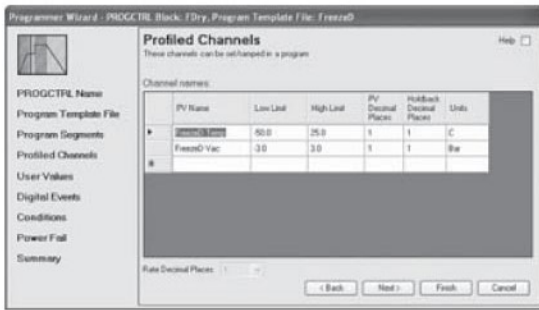 Programmer Wizard - PROGCTRL Block: FDry, Program Template File: FreezeD
Profiled Channels
Help
These channels can be set/ramped in a program
Channel names:
PV Name Low Limit High Limit PV Decimal Places Holdback Decimal Places Units
FreezeD Temp -50.0 25.0 1 1 C
FreezeD Vac -3.0 3.0 1 1 Bar
PROGCTRL Name
Program Template File
Program Segments
Profiled Channels
User Values
Digital Events
Conditions
Power Fail
Summary
Rate Decimal Places 1
< Back Next > Finish Cancel